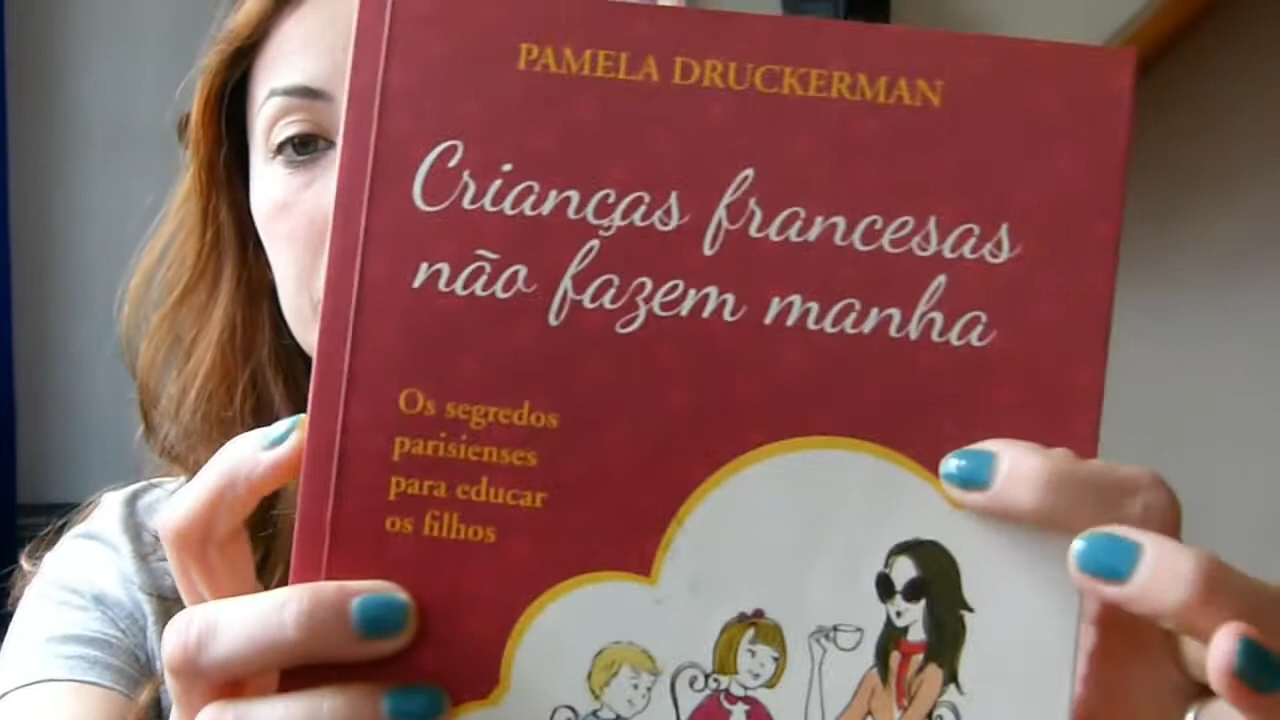 PAMELA DRUCKERMAN
Crianças francesas
não fazem manha
Os segredos
parisienses
para educar
os filhos